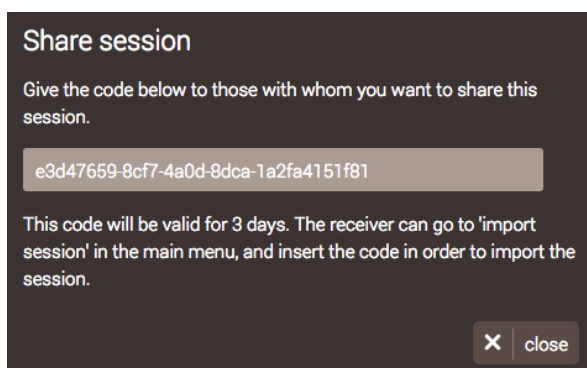 Share session
Give the code below to those with whom you want to share this
session.
e3d47659-8cf7-4a0d-8dca-1a2fa4151f81
This code will be valid for 3 days. The receiver can go to 'import
session' in the main menu, and insert the code in order to import the
session.
close